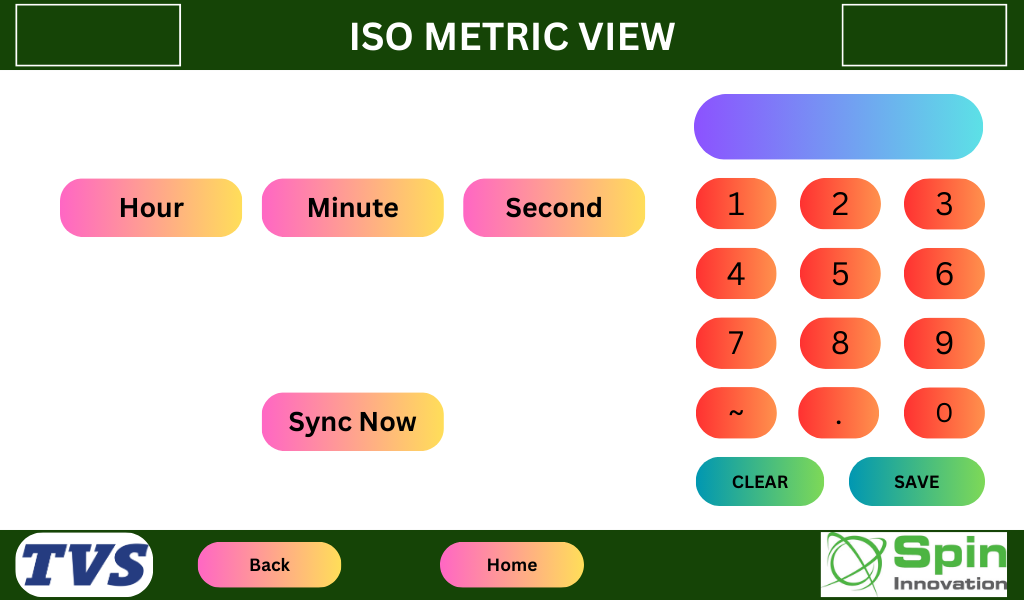 ISO METRIC VIEW
Hour Minute Second
Sync Now
1 2 3
4 5 6
7 8 9
~ . 0
CLEAR SAVE
TVS Back Home Spin
Innovation